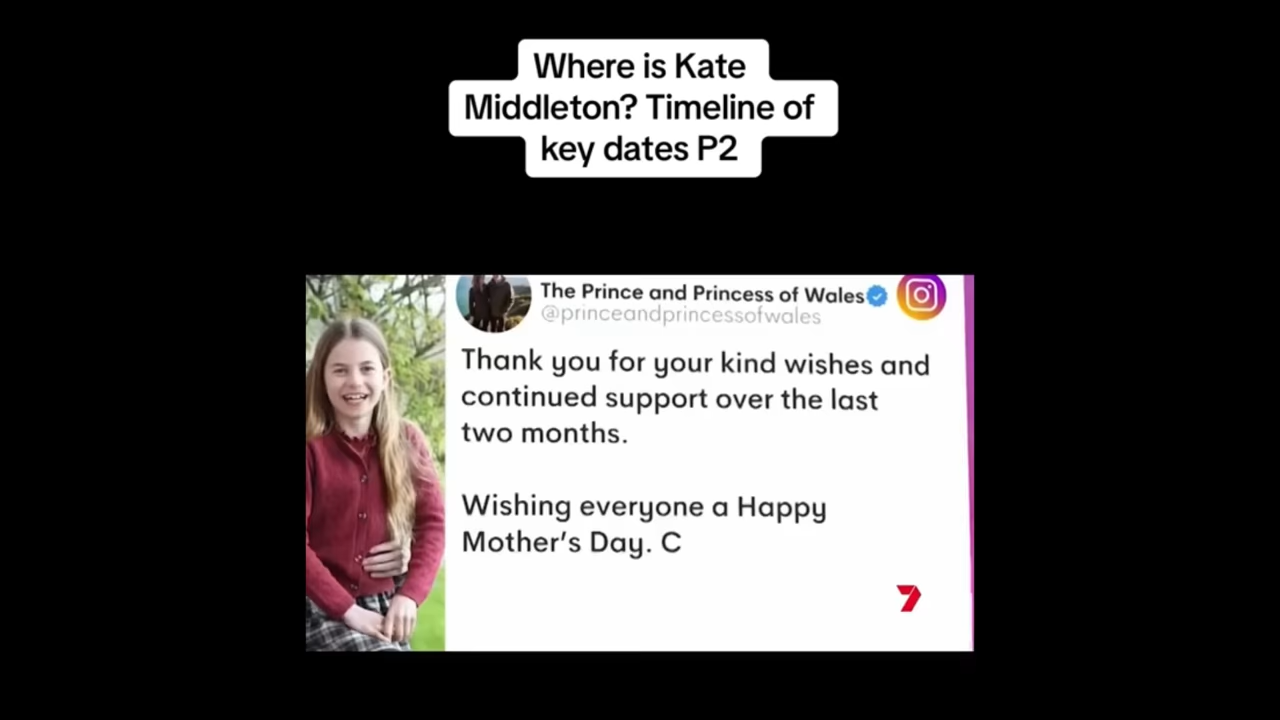 Where is Kate
Middleton? Timeline of
key dates P2
The Prince and Princess of Wales
@princeandprincessofwales
Thank you for your kind wishes and
continued support over the last
two months.
Wishing everyone a Happy
Mother's Day. C
7